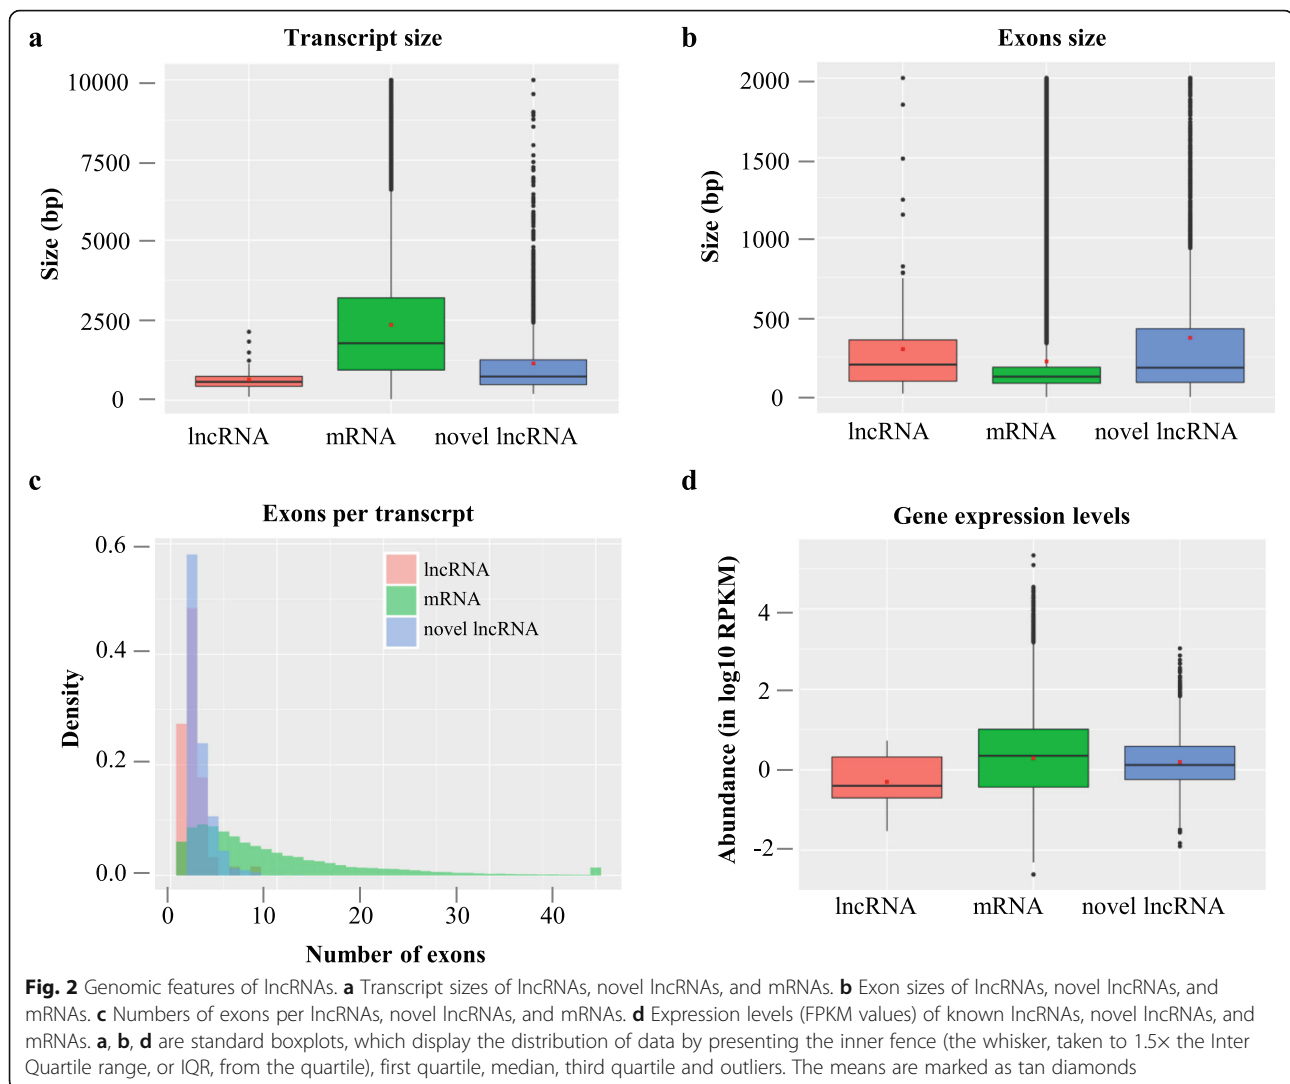 a
Transcript size
10000
7500
5000
2500
0
Size (bp)
lncRNA
mRNA
novel lncRNA
b
Exons size
2000
1500
1000
500
0
Size (bp)
lncRNA
mRNA
novel lncRNA
c
Exons per transcrpt
0.6
0.4
0.2
0.0
Density
lncRNA
mRNA
novel lncRNA
0
10
20
30
40
Number of exons
d
Gene expression levels
4
2
0
-2
Abundance (in log10 RPKM)
lncRNA
mRNA
novel lncRNA
Fig. 2 Genomic features of lncRNAs. a Transcript sizes of lncRNAs, novel lncRNAs, and mRNAs. b Exon sizes of lncRNAs, novel lncRNAs, and
mRNAs. c Numbers of exons per lncRNAs, novel lncRNAs, and mRNAs. d Expression levels (FPKM values) of known lncRNAs, novel lncRNAs, and
mRNAs. a, b, d are standard boxplots, which display the distribution of data by presenting the inner fence (the whisker, taken to 1.5× the Inter
Quartile range, or IQR, from the quartile), first quartile, median, third quartile and outliers. The means are marked as tan diamonds